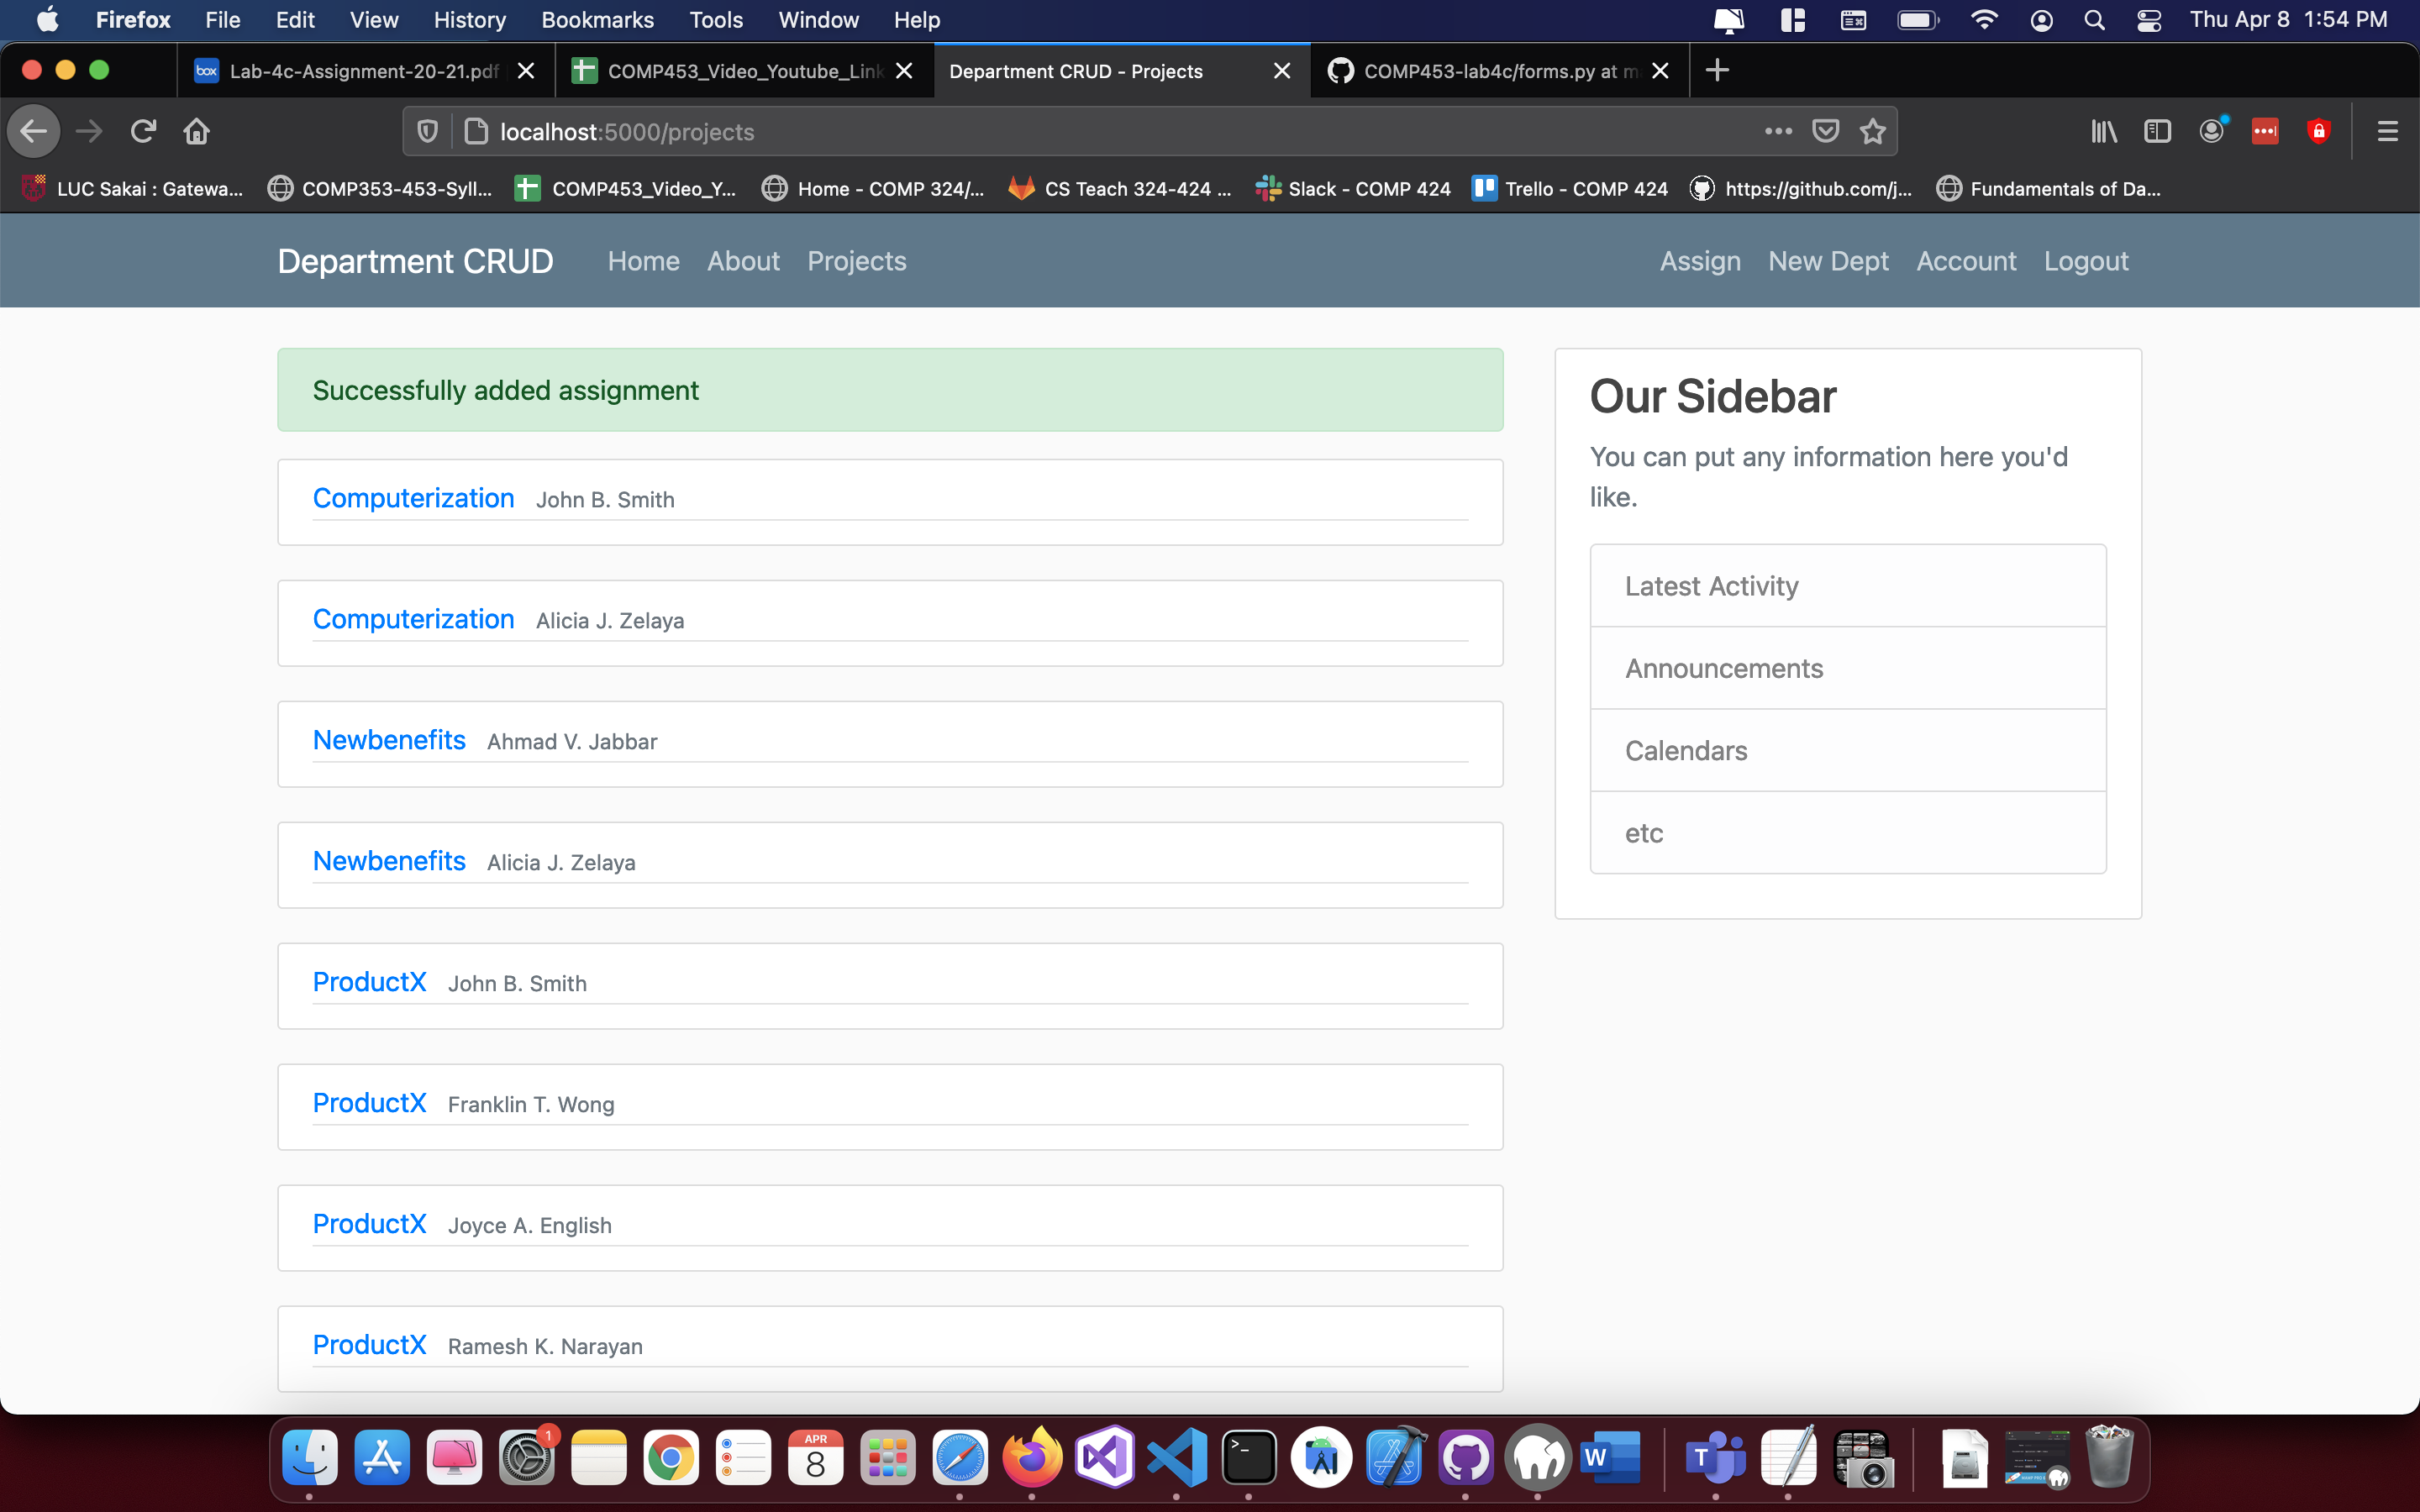 Firefox File Edit View History Bookmarks Tools Window Help Thu Apr 8 1:54 PM
box Lab-4c-Assignment-20-21.pdf COMP453_Video_Youtube_Link Department CRUD - Projects COMP453-lab4c/forms.py at m
localhost:5000/projects
LUC Sakai : Gatewa... COMP353-453-Syll... COMP453_Video_Y... Home - COMP 324/... CS Teach 324-424 ... Slack - COMP 424 Trello - COMP 424 https://github.com/j... Fundamentals of Da...
Department CRUD Home About Projects Assign New Dept Account Logout
Successfully added assignment
Computerization John B. Smith
Computerization Alicia J. Zelaya
Newbenefits Ahmad V. Jabbar
Newbenefits Alicia J. Zelaya
ProductX John B. Smith
ProductX Franklin T. Wong
ProductX Joyce A. English
ProductX Ramesh K. Narayan
Our Sidebar
You can put any information here you'd
like.
Latest Activity
Announcements
Calendars
etc
1
APR
8
>_
W
T